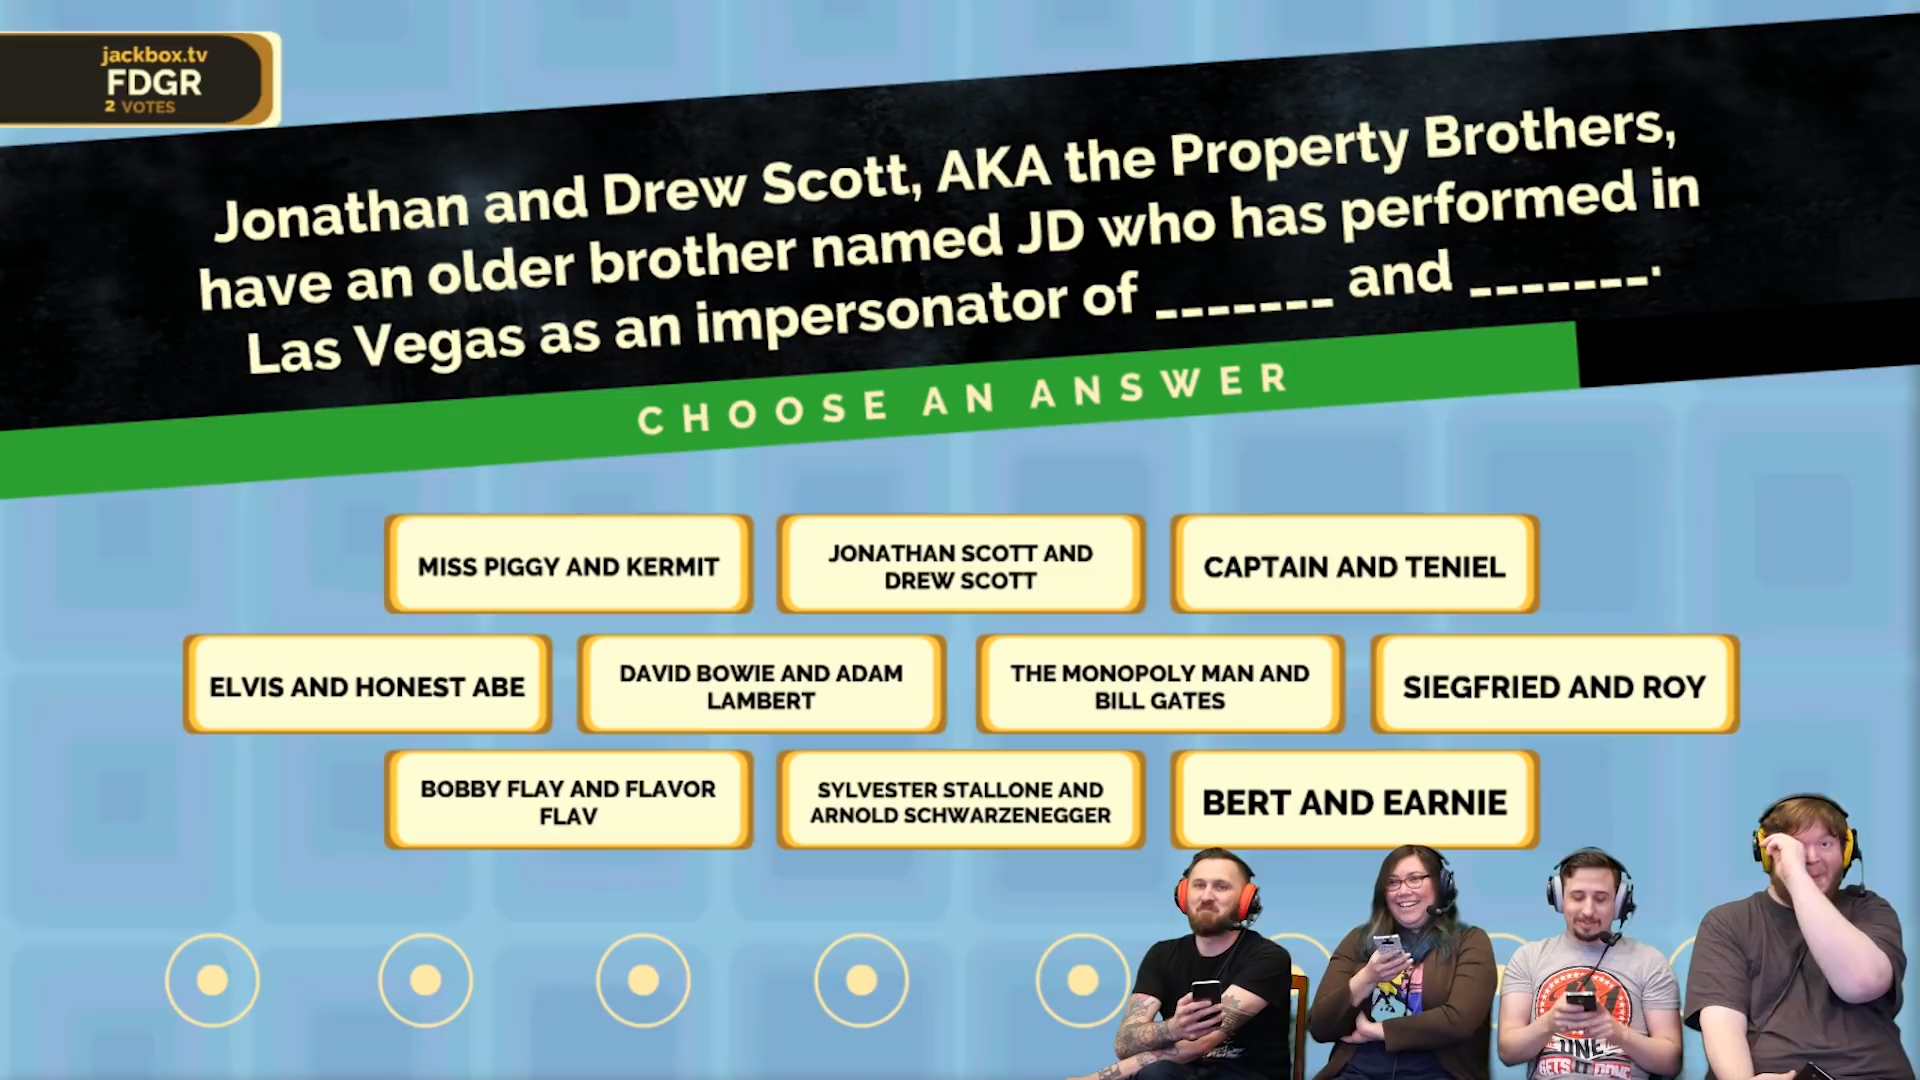 jackbox.tv
FDGR
2 VOTES
Jonathan and Drew Scott, AKA the Property Brothers,
have an older brother named JD who has performed in
Las Vegas as an impersonator of _______ and _______.
CHOOSE AN ANSWER
MISS PIGGY AND KERMIT
JONATHAN SCOTT AND
DREW SCOTT
CAPTAIN AND TENIEL
ELVIS AND HONEST ABE
DAVID BOWIE AND ADAM
LAMBERT
THE MONOPOLY MAN AND
BILL GATES
SIEGFRIED AND ROY
BOBBY FLAY AND FLAVOR
FLAV
SYLVESTER STALLONE AND
ARNOLD SCHWARZENEGGER
BERT AND EARNIE
GETS IT DONE